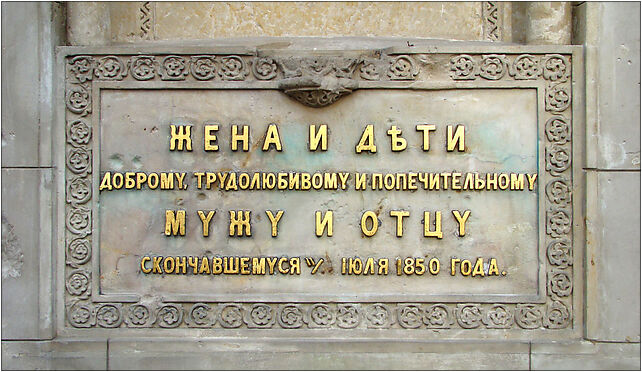 ЖЕНА И ДѢТИ
ДОБРОМУ, ТРУДОЛЮБИВОМУ И ПОПЕЧИТЕЛЬНОМУ
МУЖУ И ОТЦУ
СКОНЧАВШЕМУСЯ ІЮЛЯ 1850 ГОДА.